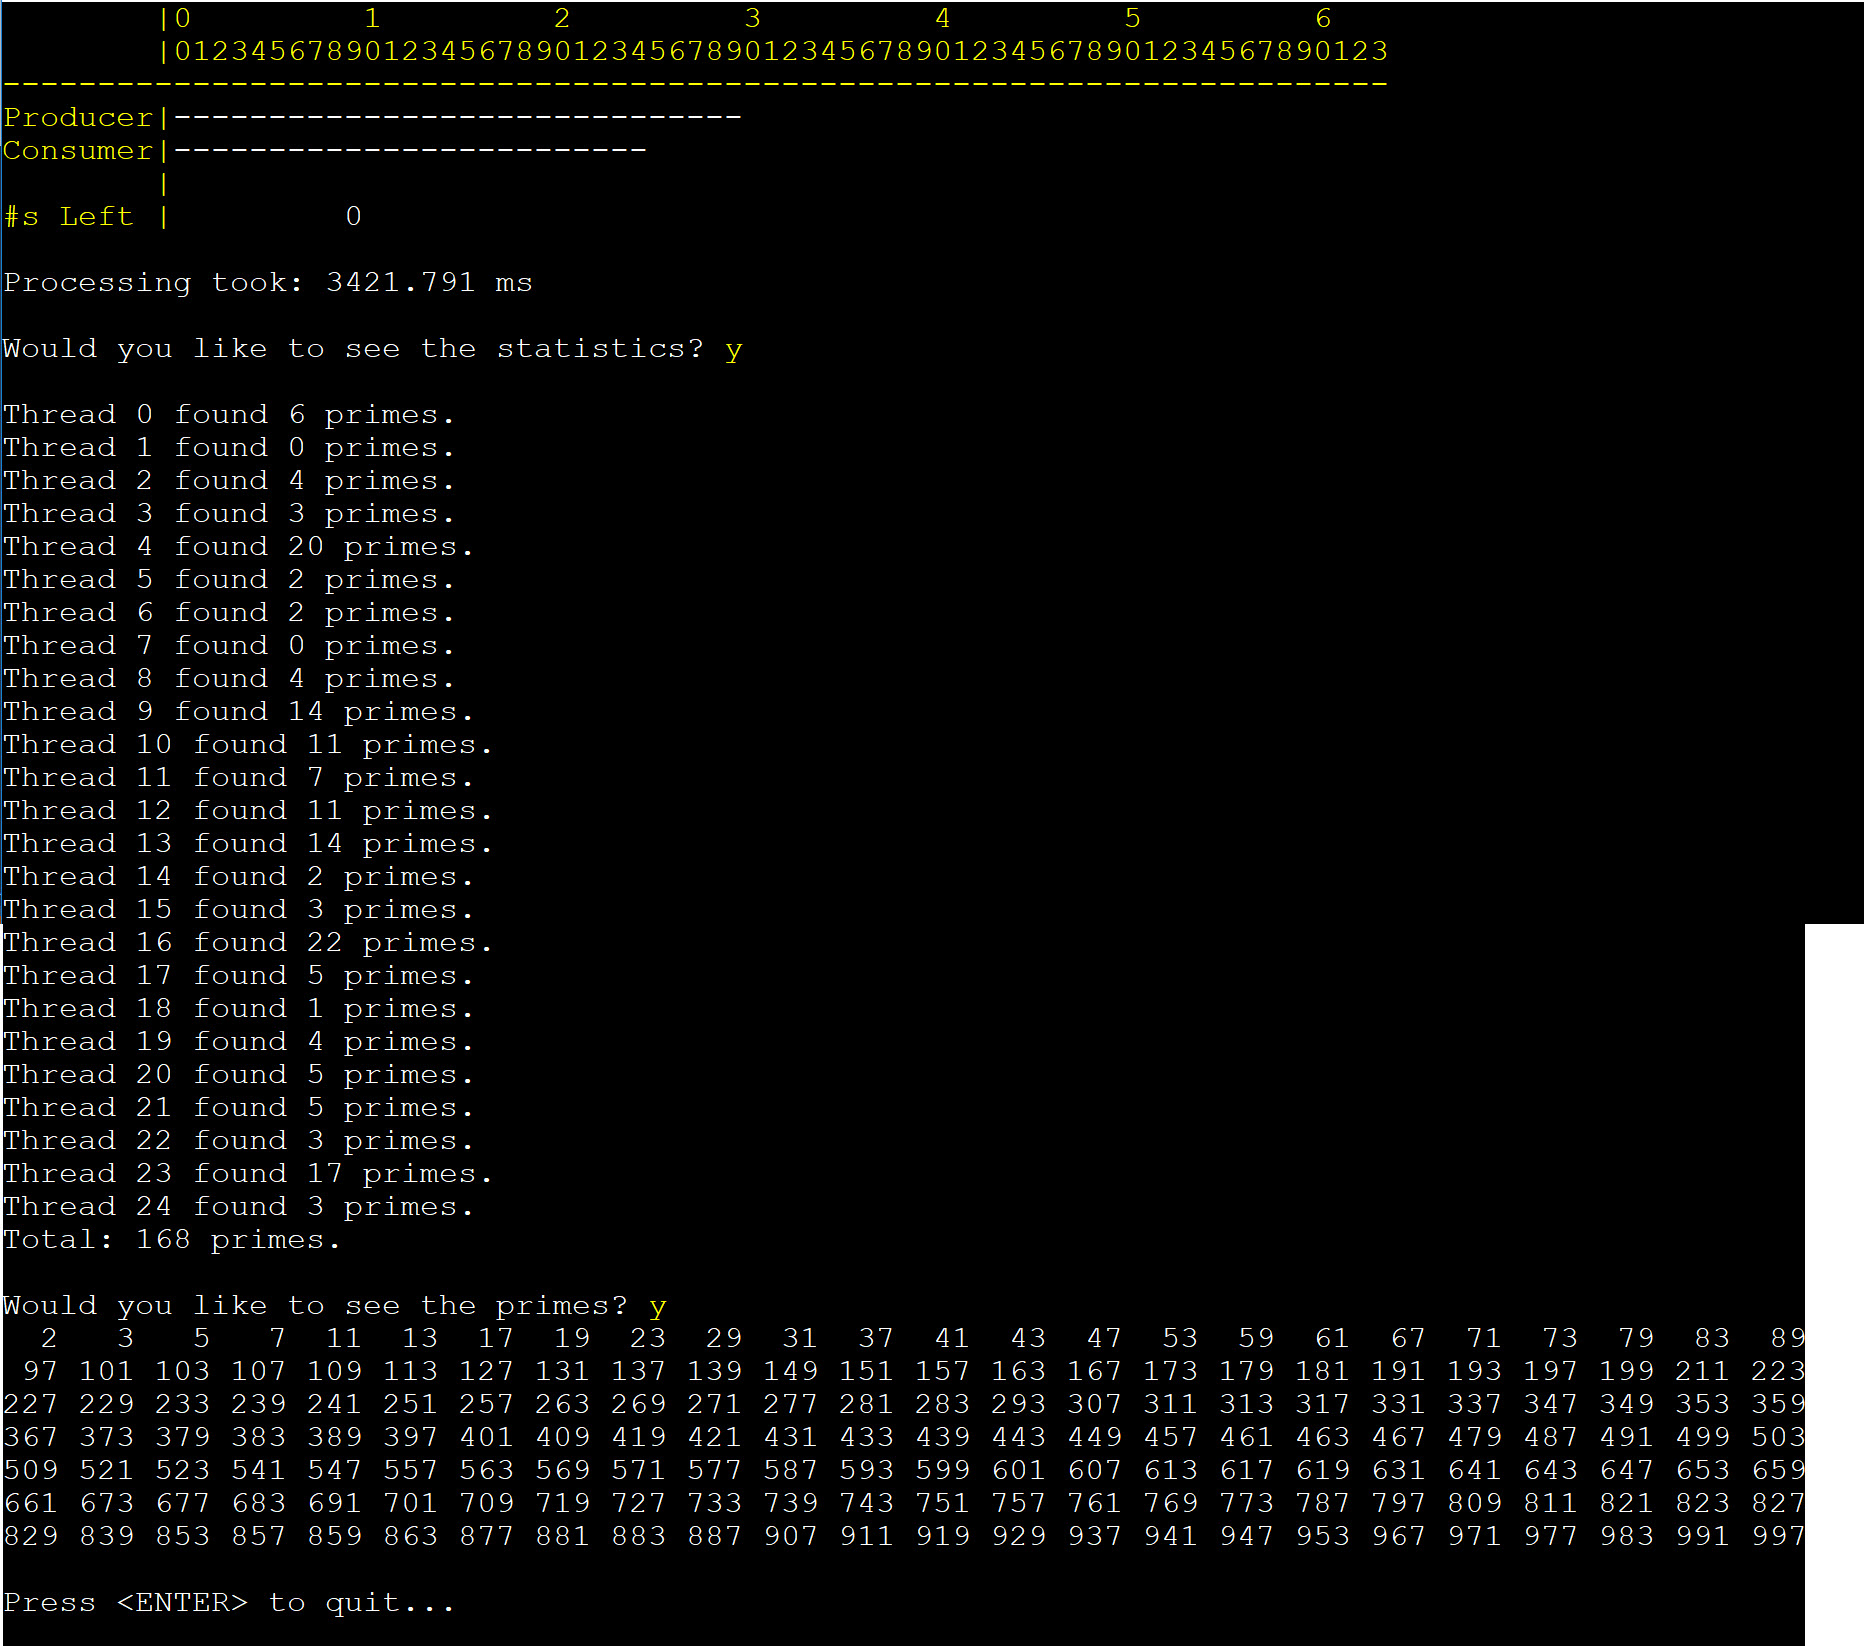 |0         1         2         3         4         5         6
        |0123456789012345678901234567890123456789012345678901234567890123
-------------------------------------------------------------------------
Producer|------------------------------
Consumer|-------------------------
        |
#s Left |         0
Processing took: 3421.791 ms
Would you like to see the statistics? y
Thread 0 found 6 primes.
Thread 1 found 0 primes.
Thread 2 found 4 primes.
Thread 3 found 3 primes.
Thread 4 found 20 primes.
Thread 5 found 2 primes.
Thread 6 found 2 primes.
Thread 7 found 0 primes.
Thread 8 found 4 primes.
Thread 9 found 14 primes.
Thread 10 found 11 primes.
Thread 11 found 7 primes.
Thread 12 found 11 primes.
Thread 13 found 14 primes.
Thread 14 found 2 primes.
Thread 15 found 3 primes.
Thread 16 found 22 primes.
Thread 17 found 5 primes.
Thread 18 found 1 primes.
Thread 19 found 4 primes.
Thread 20 found 5 primes.
Thread 21 found 5 primes.
Thread 22 found 3 primes.
Thread 23 found 17 primes.
Thread 24 found 3 primes.
Total: 168 primes.
Would you like to see the primes? y
  2   3   5   7  11  13  17  19  23  29  31  37  41  43  47  53  59  61  67  71  73  79  83  89
 97 101 103 107 109 113 127 131 137 139 149 151 157 163 167 173 179 181 191 193 197 199 211 223
227 229 233 239 241 251 257 263 269 271 277 281 283 293 307 311 313 317 331 337 347 349 353 359
367 373 379 383 389 397 401 409 419 421 431 433 439 443 449 457 461 463 467 479 487 491 499 503
509 521 523 541 547 557 563 569 571 577 587 593 599 601 607 613 617 619 631 641 643 647 653 659
661 673 677 683 691 701 709 719 727 733 739 743 751 757 761 769 773 787 797 809 811 821 823 827
829 839 853 857 859 863 877 881 883 887 907 911 919 929 937 941 947 953 967 971 977 983 991 997
Press <ENTER> to quit...